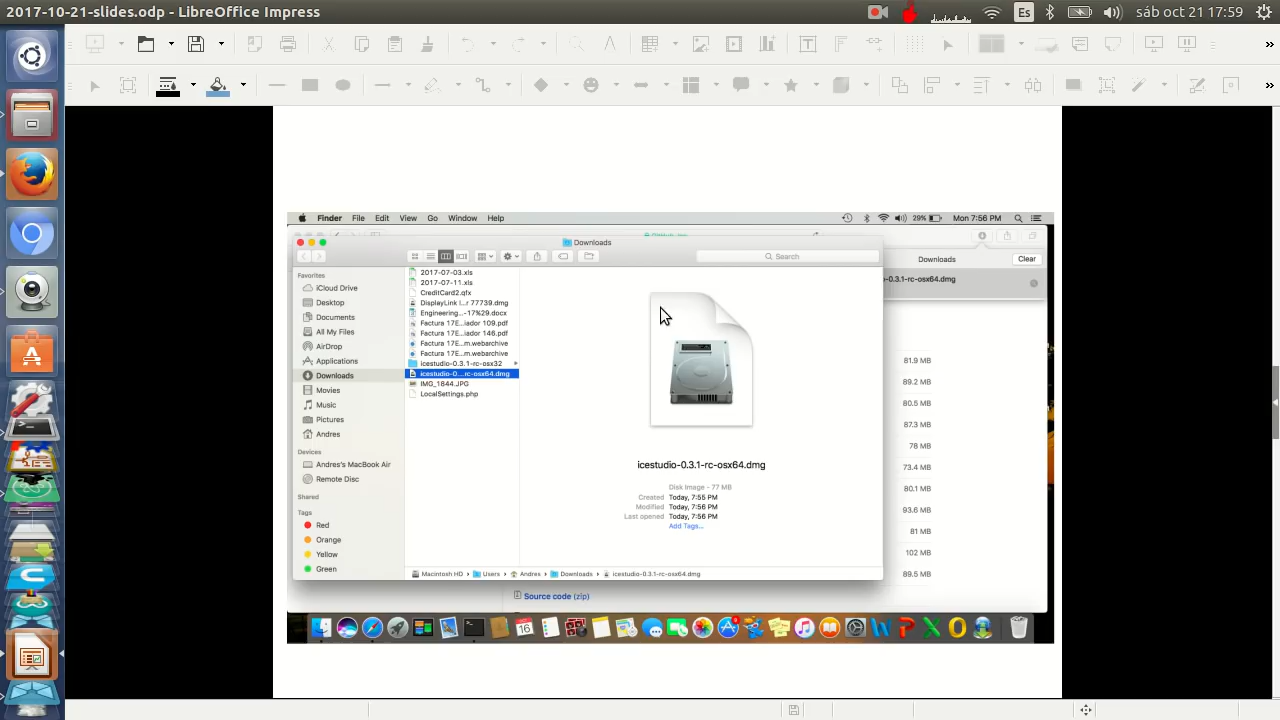 2017-10-21-slides.odp - LibreOffice Impress
Es
sáb oct 21 17:59
Finder File Edit View Go Window Help
29%
Mon 7:56 PM
Downloads
Search
Downloads
Clear
-0.3.1-rc-osx64.dmg
Favorites
iCloud Drive
Desktop
Documents
All My Files
AirDrop
Applications
Downloads
Movies
Music
Pictures
Andres
Devices
Andres's MacBook Air
Remote Disc
Shared
Tags
Red
Orange
Yellow
Green
2017-07-03.xls
2017-07-11.xls
CreditCard2.qfx
DisplayLink I...r 77739.dmg
Engineering...-17%29.docx
Factura 17E...iador 109.pdf
Factura 17E...iador 146.pdf
Factura 17E...m.webarchive
Factura 17E...m.webarchive
icestudio-0.3.1-rc-osx32
icestudio-0....rc-osx64.dmg
IMG_1844.JPG
LocalSettings.php
icestudio-0.3.1-rc-osx64.dmg
Disk Image - 77 MB
Created Today, 7:55 PM
Modified Today, 7:56 PM
Last opened Today, 7:56 PM
Add Tags...
81.9 MB
89.2 MB
80.5 MB
87.3 MB
78 MB
73.4 MB
80.1 MB
93.6 MB
81 MB
102 MB
89.5 MB
Macintosh HD Users Andres Downloads icestudio-0.3.1-rc-osx64.dmg
Source code (zip)
16